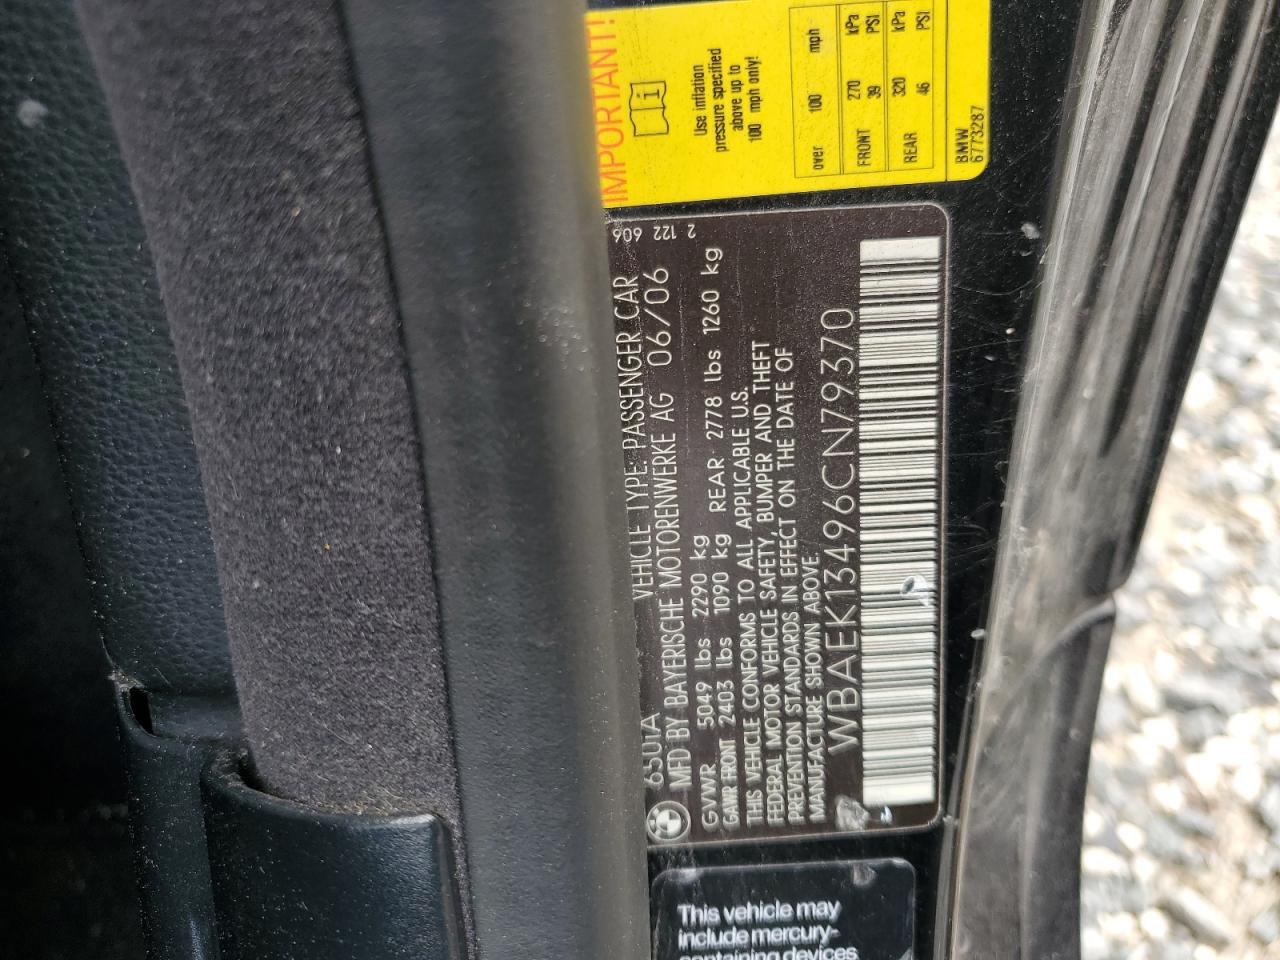 IMPORTANT!
Use inflation
pressure specified
above up to
100 mph only!
over 100 mph
FRONT 270 kPa
39 PSI
REAR 320 kPa
46 PSI
BMW
6773287
2 122 606
VEHICLE TYPE: PASSENGER CAR
MFD BY BAYERISCHE MOTORENWERKE AG 06/06
GVWR 5049 lbs 2290 kg
GAWR FRONT 2403 lbs 1090 kg REAR 2778 lbs 1260 kg
THIS VEHICLE CONFORMS TO ALL APPLICABLE U.S.
FEDERAL MOTOR VEHICLE SAFETY, BUMPER AND THEFT
PREVENTION STANDARDS IN EFFECT ON THE DATE OF
MANUFACTURE SHOWN ABOVE.
WBAEK13496CN79370
This vehicle may
include mercury-
containing devices